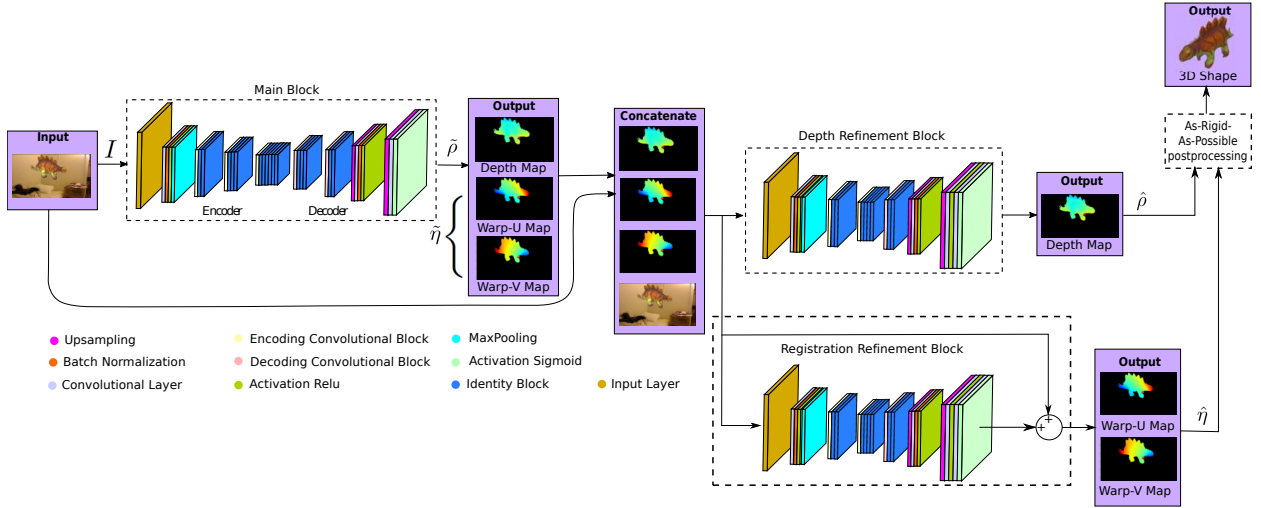 Input
I
Main Block
Encoder
Decoder
ρ̃
η̃
Output
Depth Map
Warp-U Map
Warp-V Map
Concatenate
Depth Refinement Block
Output
Depth Map
ρ̂
As-Rigid-
As-Possible
postprocessing
Output
3D Shape
Registration Refinement Block
+
+
Output
Warp-U Map
Warp-V Map
η̂
Upsampling
Batch Normalization
Convolutional Layer
Encoding Convolutional Block
Decoding Convolutional Block
Activation Relu
MaxPooling
Activation Sigmoid
Identity Block
Input Layer